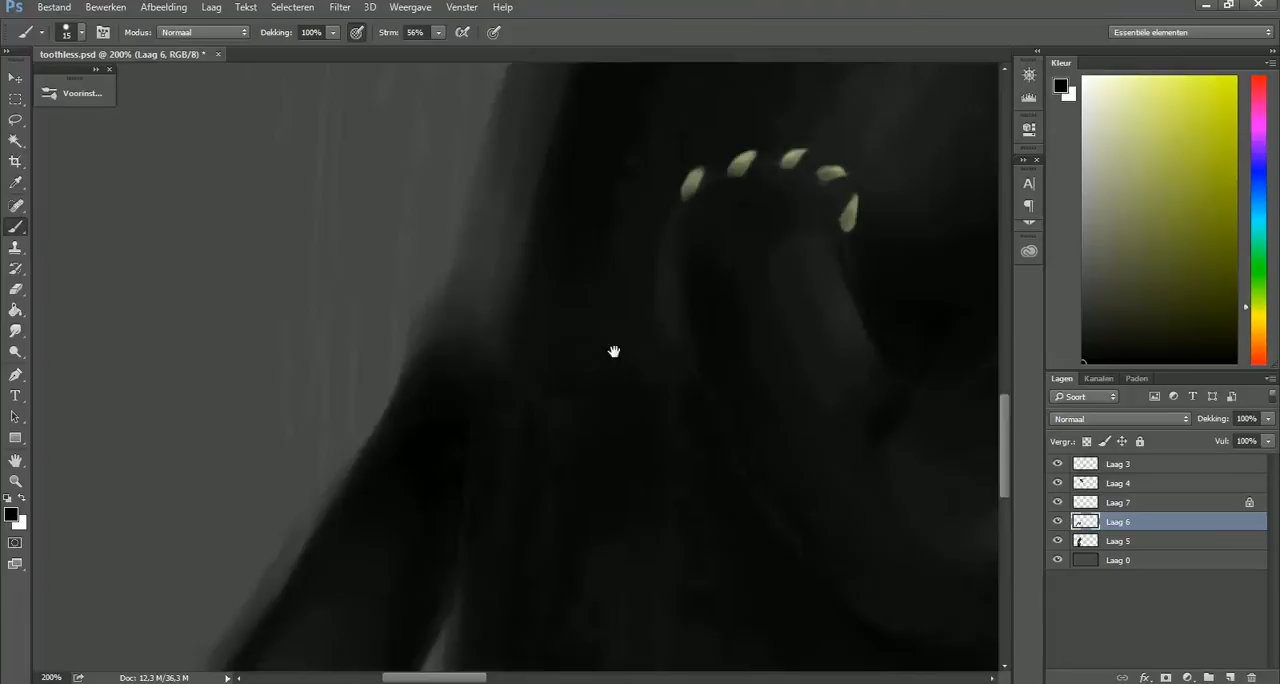 Ps Bestand Bewerken Afbeelding Laag Tekst Selecteren Filter 3D Weergave Venster Help
15 Modus: Normaal Dekking: 100% Strm: 56% Essentiële elementen
toothless.psd @ 200% (Laag 6, RGB/8) * ×
Kleur
Voorinst...
Lagen Kanalen Paden
Soort
Normaal Dekking: 100%
Vergr.: Vul: 100%
Laag 3
Laag 4
Laag 7
Laag 6
Laag 5
Laag 0
200% Doc: 12,3 M/36,3 M